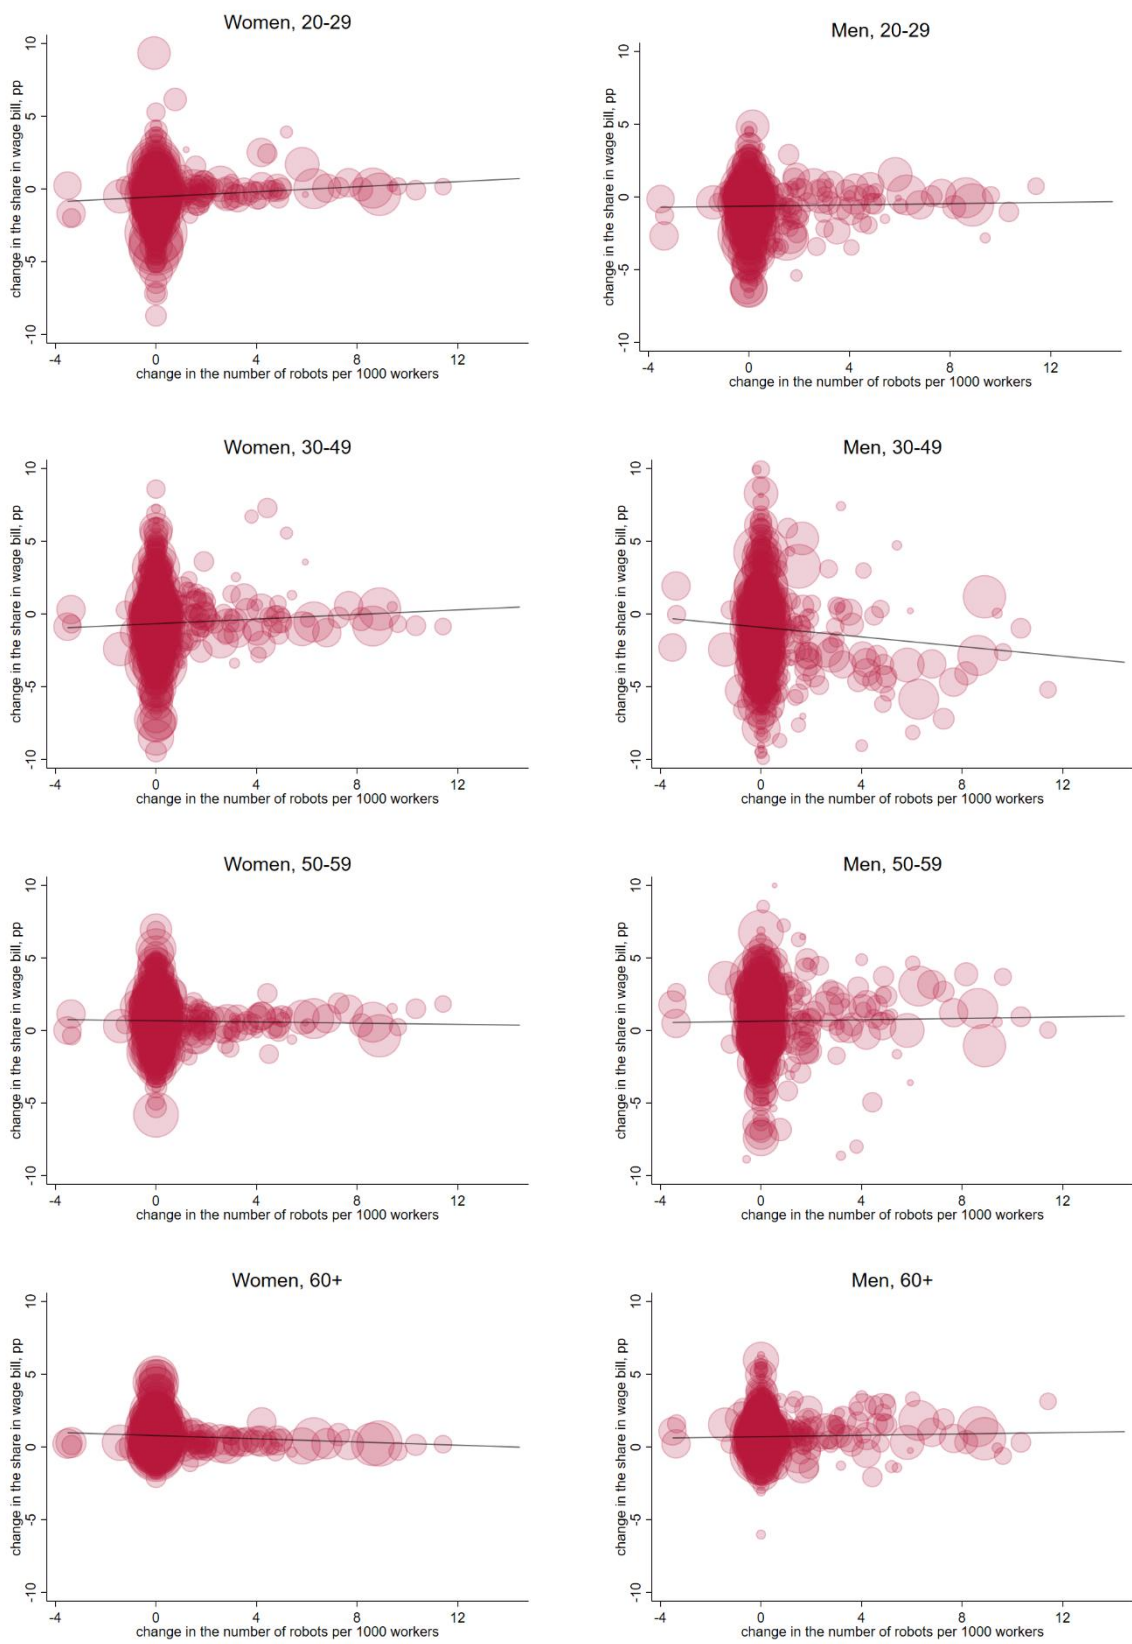 Women, 20-29
change in the share in wage bill, pp
10
5
0
-5
-10
-4 0 4 8 12
change in the number of robots per 1000 workers
Men, 20-29
change in the share in wage bill, pp
10
5
0
-5
-10
-4 0 4 8 12
change in the number of robots per 1000 workers
Women, 30-49
change in the share in wage bill, pp
10
5
0
-5
-10
-4 0 4 8 12
change in the number of robots per 1000 workers
Men, 30-49
change in the share in wage bill, pp
10
5
0
-5
-10
-4 0 4 8 12
change in the number of robots per 1000 workers
Women, 50-59
change in the share in wage bill, pp
10
5
0
-5
-10
-4 0 4 8 12
change in the number of robots per 1000 workers
Men, 50-59
change in the share in wage bill, pp
10
5
0
-5
-10
-4 0 4 8 12
change in the number of robots per 1000 workers
Women, 60+
change in the share in wage bill, pp
10
5
0
-5
-10
-4 0 4 8 12
change in the number of robots per 1000 workers
Men, 60+
change in the share in wage bill, pp
10
5
0
-5
-10
-4 0 4 8 12
change in the number of robots per 1000 workers